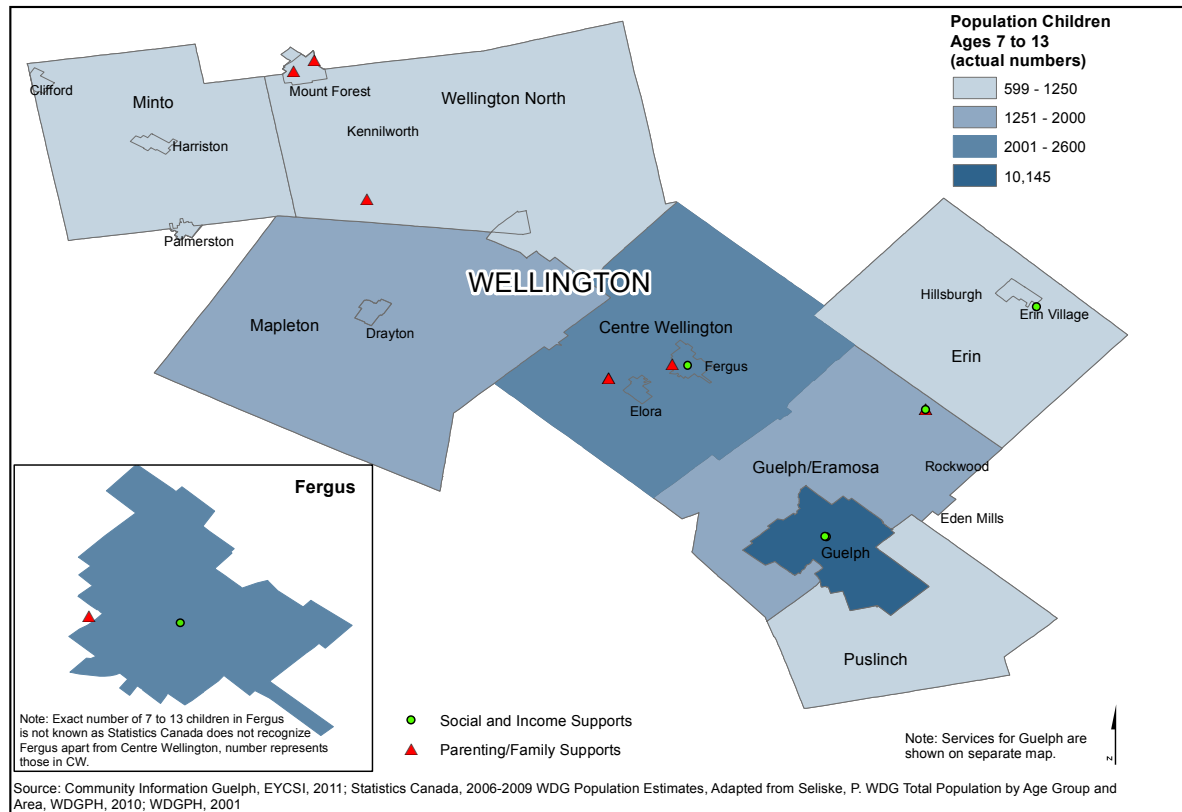 Population Children
Ages 7 to 13
(actual numbers)
599 - 1250
1251 - 2000
2001 - 2600
10,145
Clifford
Minto
Mount Forest
Wellington North
Kennilworth
Harriston
Palmerston
WELLINGTON
Hillsburgh
Erin Village
Mapleton
Drayton
Centre Wellington
Erin
Fergus
Elora
Guelph/Eramosa
Rockwood
Eden Mills
Guelph
Puslinch
Fergus
Note: Exact number of 7 to 13 children in Fergus
is not known as Statistics Canada does not recognize
Fergus apart from Centre Wellington, number represents
those in CW.
Social and Income Supports
Parenting/Family Supports
Note: Services for Guelph are
shown on separate map.
N
Source: Community Information Guelph, EYCSI, 2011; Statistics Canada, 2006-2009 WDG Population Estimates, Adapted from Seliske, P. WDG Total Population by Age Group and
Area, WDGPH, 2010; WDGPH, 2001